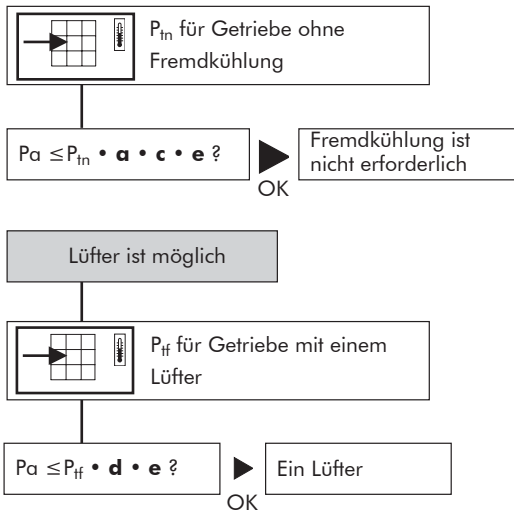 Ptn für Getriebe ohne
Fremdkühlung
Pa ≤Ptn • a • c • e ?
OK
Fremdkühlung ist
nicht erforderlich
Lüfter ist möglich
Ptf für Getriebe mit einem
Lüfter
Pa ≤Ptf • d • e ?
OK
Ein Lüfter